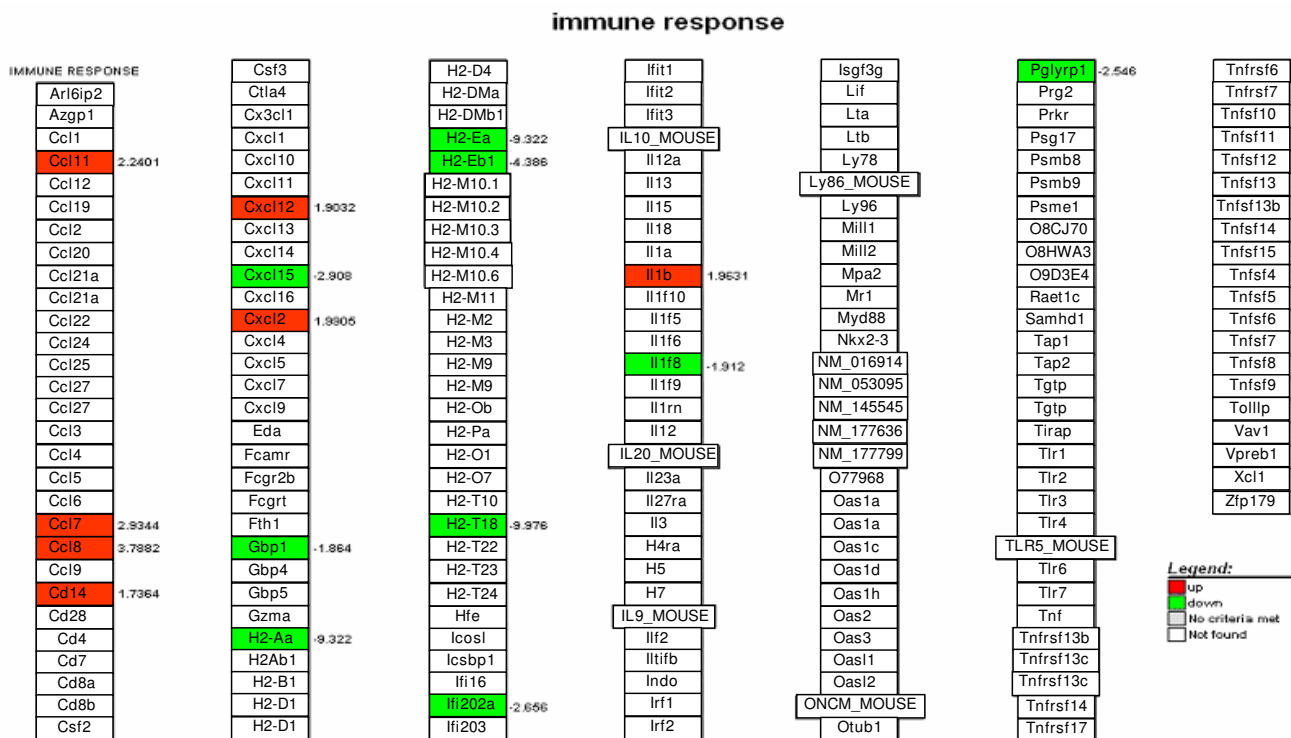 immune response
IMMUNE RESPONSE
Arl6ip2
Azgp1
Ccl1
Ccl11 2.2401
Ccl12
Ccl19
Ccl2
Ccl20
Ccl21a
Ccl21a
Ccl22
Ccl24
Ccl25
Ccl27
Ccl27
Ccl3
Ccl4
Ccl5
Ccl6
Ccl7 2.9344
Ccl8 3.7882
Ccl9
Cd14 1.7364
Cd28
Cd4
Cd7
Cd8a
Cd8b
Csf2
Csf3
Ctla4
Cx3cl1
Cxcl1
Cxcl10
Cxcl11
Cxcl12 1.9032
Cxcl13
Cxcl14
Cxcl15 -2.908
Cxcl16
Cxcl2 1.9905
Cxcl4
Cxcl5
Cxcl7
Cxcl9
Eda
Fcamr
Fcgr2b
Fcgrt
Fth1
Gbp1 -1.864
Gbp4
Gbp5
Gzma
H2-Aa -9.322
H2Ab1
H2-B1
H2-D1
H2-D1
H2-D4
H2-DMa
H2-DMb1
H2-Ea -9.322
H2-Eb1 -4.386
H2-M10.1
H2-M10.2
H2-M10.3
H2-M10.4
H2-M10.6
H2-M11
H2-M2
H2-M3
H2-M9
H2-M9
H2-Ob
H2-Pa
H2-O1
H2-O7
H2-T10
H2-T18 -9.976
H2-T22
H2-T23
H2-T24
Hfe
Icosl
Icsbp1
Ifi16
Ifi202a -2.656
Ifi203
Ifit1
Ifit2
Ifit3
IL10_MOUSE
Il12a
Il13
Il15
Il18
Il1a
Il1b 1.9631
Il1f10
Il1f5
Il1f6
Il1f8 -1.912
Il1f9
Il1rn
Il12
IL20_MOUSE
Il23a
Il27ra
Il3
H4ra
H5
H7
IL9_MOUSE
Ilf2
Iltifb
Indo
Irf1
Irf2
Isgf3g
Lif
Lta
Ltb
Ly78
Ly86_MOUSE
Ly96
Mill1
Mill2
Mpa2
Mr1
Myd88
Nkx2-3
NM_016914
NM_053095
NM_145545
NM_177636
NM_177799
O77968
Oas1a
Oas1a
Oas1c
Oas1d
Oas1h
Oas2
Oas3
Oasl1
Oasl2
ONCM_MOUSE
Otub1
Pglyrp1 -2.546
Prg2
Prkr
Psg17
Psmb8
Psmb9
Psme1
O8CJ70
O8HWA3
O9D3E4
Raet1c
Samhd1
Tap1
Tap2
Tgtp
Tgtp
Tirap
Tlr1
Tlr2
Tlr3
Tlr4
TLR5_MOUSE
Tlr6
Tlr7
Tnf
Tnfrsf13b
Tnfrsf13c
Tnfrsf13c
Tnfrsf14
Tnfrsf17
Tnfrsf6
Tnfrsf7
Tnfsf10
Tnfsf11
Tnfsf12
Tnfsf13
Tnfsf13b
Tnfsf14
Tnfsf15
Tnfsf4
Tnfsf5
Tnfsf6
Tnfsf7
Tnfsf8
Tnfsf9
Tolllp
Vav1
Vpreb1
Xcl1
Zfp179
Legend:
up
down
No criteria met
Not found